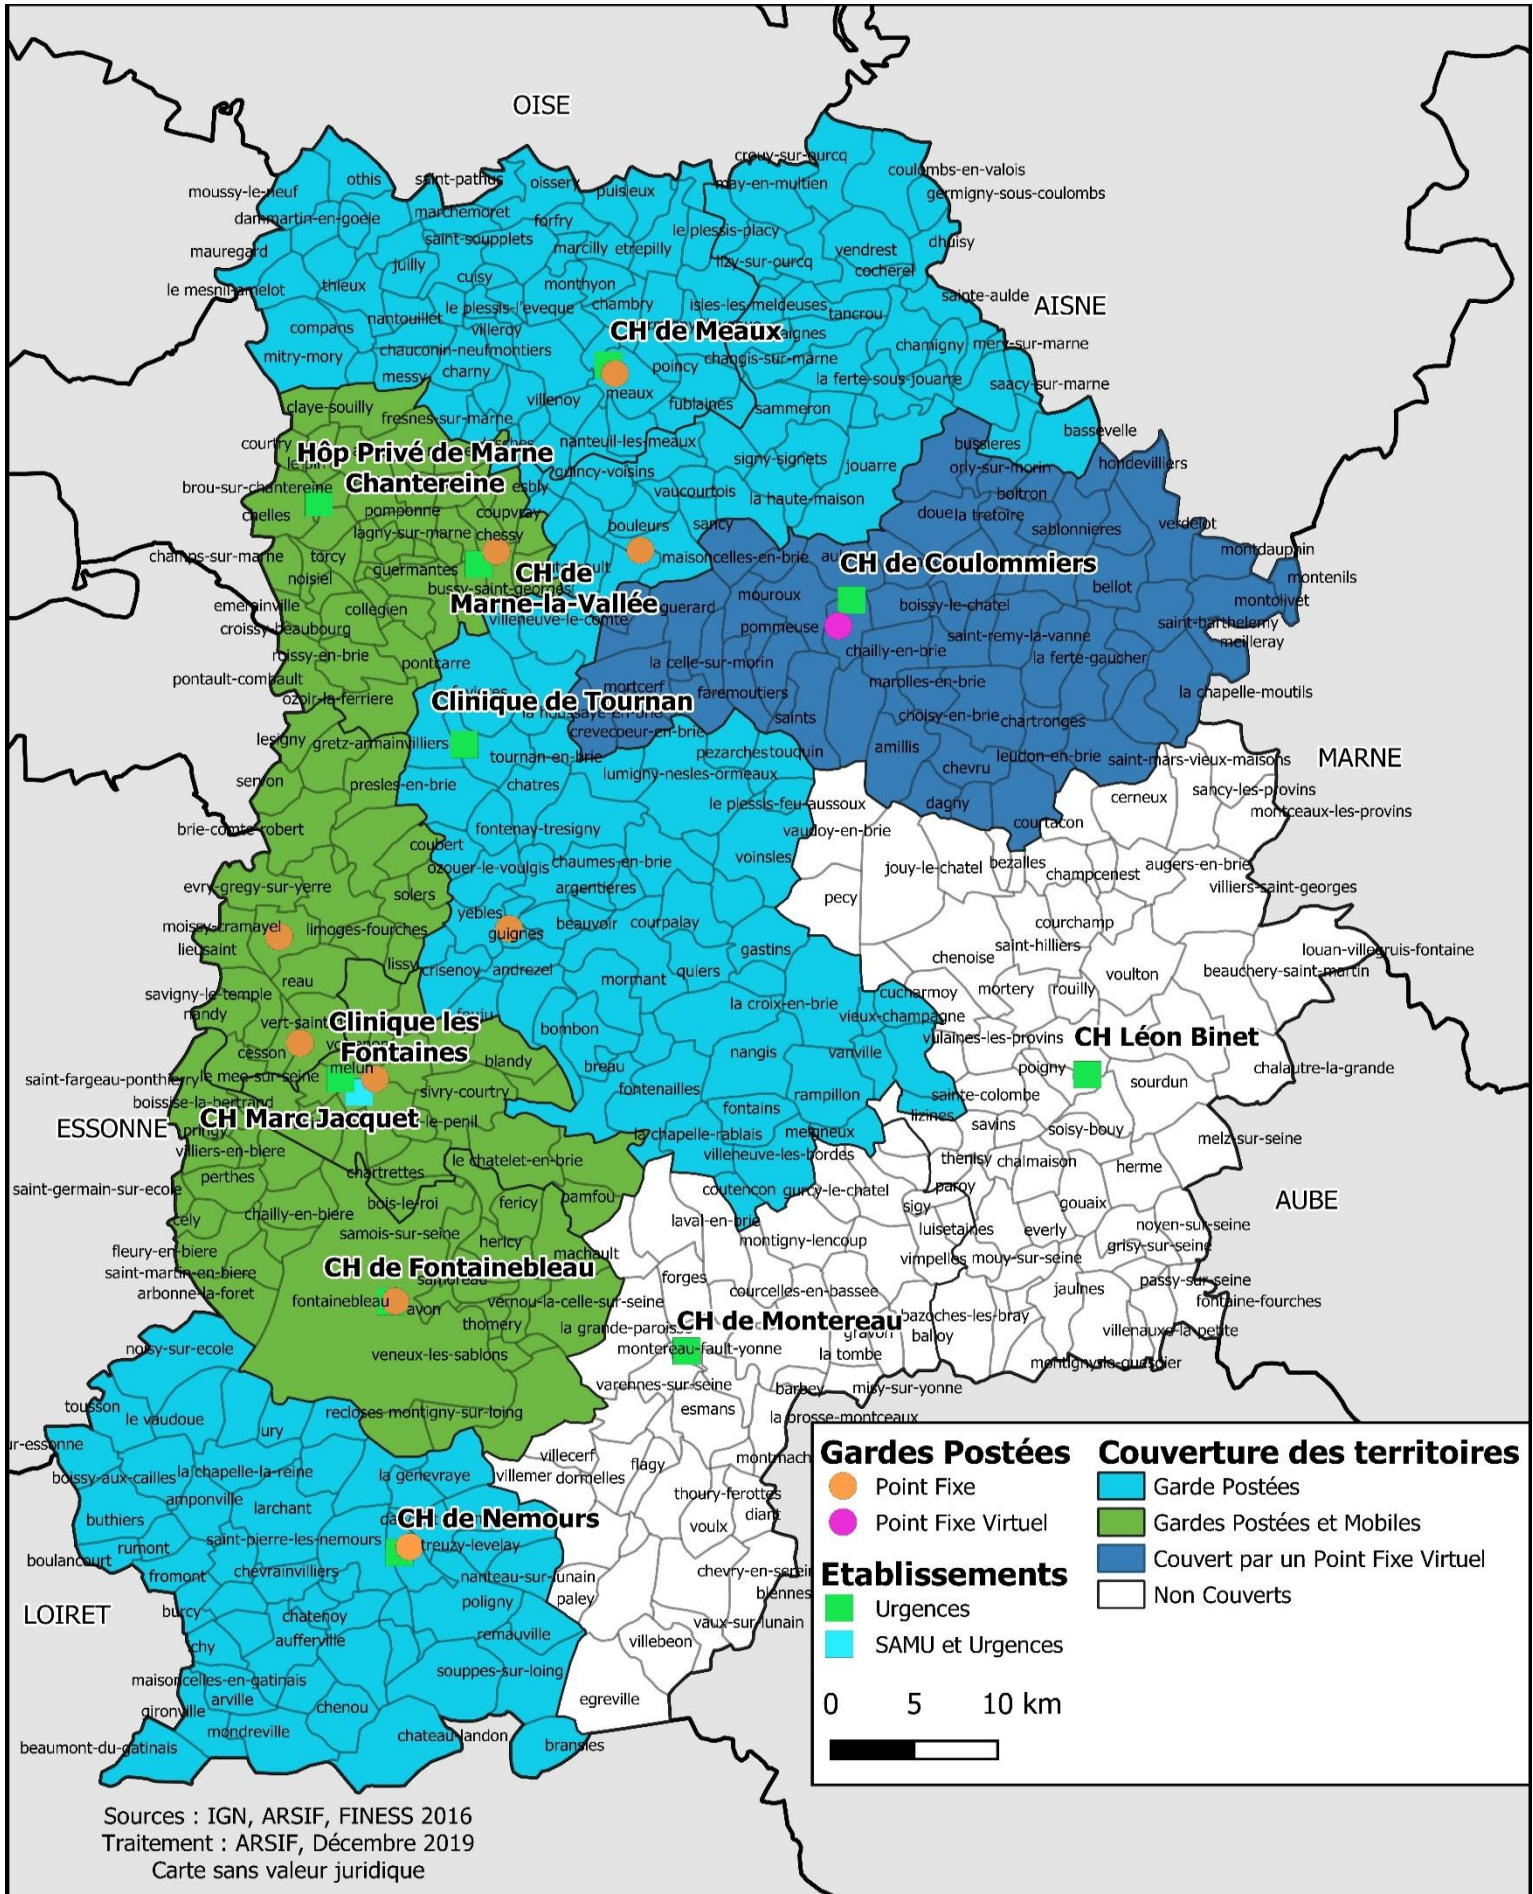 OISE
crouy-sur-ourcq
coulombs-en-valois
othis
saint-pathus
oissery
puisieux
may-en-multien
moussy-le-neuf
germigny-sous-coulombs
dammartin-en-goele
marchemoret
forfry
le plessis-placy
saint-soupplets
marcilly
etrepilly
vendrest
dhuisy
mauregard
juilly
cuisy
lizy-sur-ourcq
cocherel
le mesnil-amelot
thieux
monthyon
sainte-aulde
AISNE
le plessis-l'eveque
chambry
isles-les-meldeuses
tancrou
compans
nantouillet
villeroy
CH de Meaux
chamigny
mery-sur-marne
mitry-mory
chauconin-neufmontiers
changis-sur-marne
messy
charny
poincy
la ferte-sous-jouarre
saacy-sur-marne
villenoy
meaux
fublaines
sammeron
claye-souilly
fresnes-sur-marne
bassevelle
courtry
nanteuil-les-meaux
bussieres
Hôp Privé de Marne
Chantereine
quincy-voisins
signy-signets
jouarre
orly-sur-morin
hondevilliers
brou-sur-chantereine
esbly
vaucourtois
la haute-maison
boitron
chelles
pomponne
coupvray
doue
la tretoire
sablonnieres
verdelot
lagny-sur-marne
chessy
bouleurs
sancy
champs-sur-marne
torcy
guermantes
maisoncelles-en-brie
CH de Coulommiers
montdauphin
noisiel
CH de
Marne-la-Vallée
bussy-saint-georges
mouroux
bellot
montenils
emerainville
collegien
guerard
boissy-le-chatel
montolivet
croissy-beaubourg
villeneuve-le-comte
pommeuse
saint-remy-la-vanne
saint-barthelemy
meilleray
roissy-en-brie
pontcarre
la celle-sur-morin
chailly-en-brie
la ferte-gaucher
pontault-combault
mortcerf
faremoutiers
marolles-en-brie
la chapelle-moutils
ozoir-la-ferriere
Clinique de Tournan
saints
choisy-en-brie
chartronges
lesigny
gretz-armainvilliers
crevecoeur-en-brie
amillis
leudon-en-brie
saint-mars-vieux-maisons
MARNE
tournan-en-brie
pezarches
touquin
chevru
servon
presles-en-brie
chatres
lumigny-nesles-ormeaux
cerneux
sancy-les-provins
le plessis-feu-aussoux
dagny
montceaux-les-provins
brie-comte-robert
fontenay-tresigny
vaudoy-en-brie
courtacon
coubert
ozouer-le-voulgis
chaumes-en-brie
voinsles
jouy-le-chatel
bezalles
champcenest
augers-en-brie
evry-gregy-sur-yerre
solers
argentieres
pecy
villiers-saint-georges
moissy-cramayel
limoges-fourches
yebles
guignes
beauvoir
courpalay
courchamp
lieusaint
gastins
chenoise
saint-hilliers
louan-villegruis-fontaine
reau
lissy
crisenoy
andrezel
mormant
quiers
mortery
rouilly
voulton
beauchery-saint-martin
savigny-le-temple
nandy
la croix-en-brie
cucharmoy
vieux-champagne
Clinique les
Fontaines
bombon
nangis
vanville
vulaines-les-provins
CH Léon Binet
cesson
blandy
breau
poigny
sourdun
chalautre-la-grande
saint-fargeau-ponthierry
le mee-sur-seine
melun
sivry-courtry
fontenailles
rampillon
sainte-colombe
boissise-la-bertrand
fontains
lizines
savins
soisy-bouy
ESSONNE
CH Marc Jacquet
la chapelle-rablais
meigneux
melz-sur-seine
pringy
villiers-en-biere
villeneuve-les-bordes
thenisy
chalmaison
herme
perthes
chartrettes
le chatelet-en-brie
saint-germain-sur-ecole
bois-le-roi
fericy
pamfou
coutencon
gurcy-le-chatel
paroy
sigy
gouaix
AUBE
cely
chailly-en-biere
samois-sur-seine
hericy
laval-en-brie
montigny-lencoup
luisetaines
everly
noyen-sur-seine
grisy-sur-seine
fleury-en-biere
machault
vimpelles
mouy-sur-seine
saint-martin-en-biere
CH de Fontainebleau
samoreau
forges
courcelles-en-bassee
jaulnes
passy-sur-seine
arbonne-la-foret
fontainebleau
avon
vernou-la-celle-sur-seine
fontaine-fourches
thomery
la grande-paroisse
CH de Montereau
bazoches-les-bray
balloy
villenauxe-la-petite
noisy-sur-ecole
veneux-les-sablons
montereau-fault-yonne
gravon
la tombe
varennes-sur-seine
barbey
misy-sur-yonne
tousson
le vaudoue
ury
recloses
montigny-sur-loing
esmans
la brosse-montceaux
boissy-aux-cailles
la chapelle-la-reine
la genevraye
villecerf
villemer
dormelles
flagy
amponville
larchant
CH de Nemours
thoury-ferottes
diant
buthiers
rumont
saint-pierre-les-nemours
treuzy-levelay
voulx
boulancourt
fromont
chevrainvilliers
nanteau-sur-lunain
paley
LOIRET
burcy
chatenoy
poligny
aufferville
remauville
vaux-sur-lunain
villebeon
maisoncelles-en-gatinais
souppes-sur-loing
gironville
arville
chenou
egreville
mondreville
chateau-landon
beaumont-du-gatinais
bransles
Gardes Postées
Point Fixe
Point Fixe Virtuel
Etablissements
Urgences
SAMU et Urgences
Couverture des territoires
Garde Postées
Gardes Postées et Mobiles
Couvert par un Point Fixe Virtuel
Non Couverts
0 5 10 km
Sources : IGN, ARSIF, FINESS 2016
Traitement : ARSIF, Décembre 2019
Carte sans valeur juridique